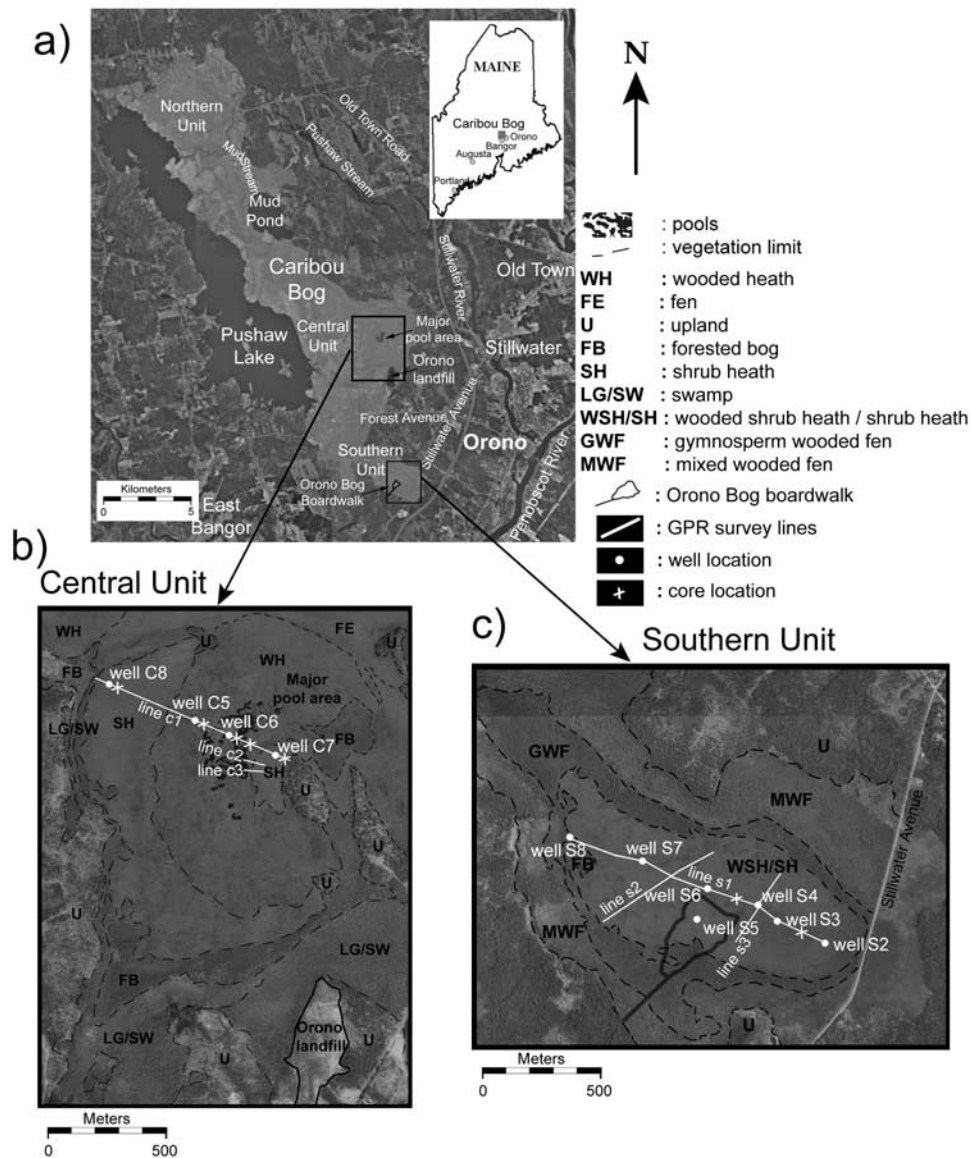 a)
Northern
Unit
Mud Stream
Mud
Pond
Old Town Road
Pushaw Stream
MAINE
Caribou Bog
Orono
Bangor
Augusta
Portland
N
Caribou
Bog
Pushaw
Lake
Central
Unit
Major
pool area
Orono
landfill
Stillwater River
Old Town
Stillwater
Forest Avenue
Stillwater Avenue
Orono
Penobscot River
Southern
Unit
Orono Bog
Boardwalk
East
Bangor
Kilometers
0 5
: pools
: vegetation limit
WH : wooded heath
FE : fen
U : upland
FB : forested bog
SH : shrub heath
LG/SW : swamp
WSH/SH : wooded shrub heath / shrub heath
GWF : gymnosperm wooded fen
MWF : mixed wooded fen
: Orono Bog boardwalk
: GPR survey lines
: well location
: core location
b)
Central Unit
WH
U
FE
U
FB
well C8
WH
Major
pool area
LG/SW
SH
line c1
well C5
well C6
FB
line c2
well C7
line c3
SH
U
U
U
U
LG/SW
FB
LG/SW
U
Orono
landfill
U
Meters
0 500
c)
Southern Unit
GWF
U
MWF
well S8
well S7
FB
WSH/SH
line s1
line s2
well S6
well S4
well S3
well S5
well S2
line s3
MWF
U
Stillwater Avenue
Meters
0 500